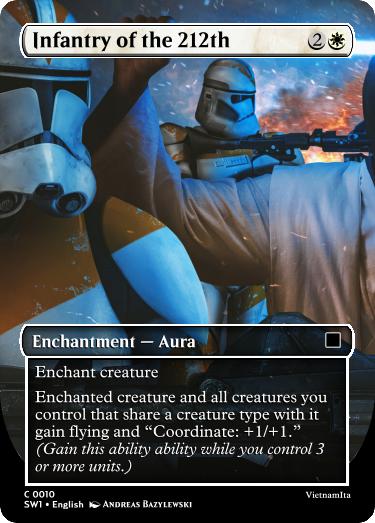 Infantry of the 212th 2
Enchantment — Aura
Enchant creature
Enchanted creature and all creatures you
control that share a creature type with it
gain flying and “Coordinate: +1/+1.”
(Gain this ability ability while you control 3
or more units.)
C 0010
SW1 • English ANDREAS BAZYLEWSKI VietnamIta